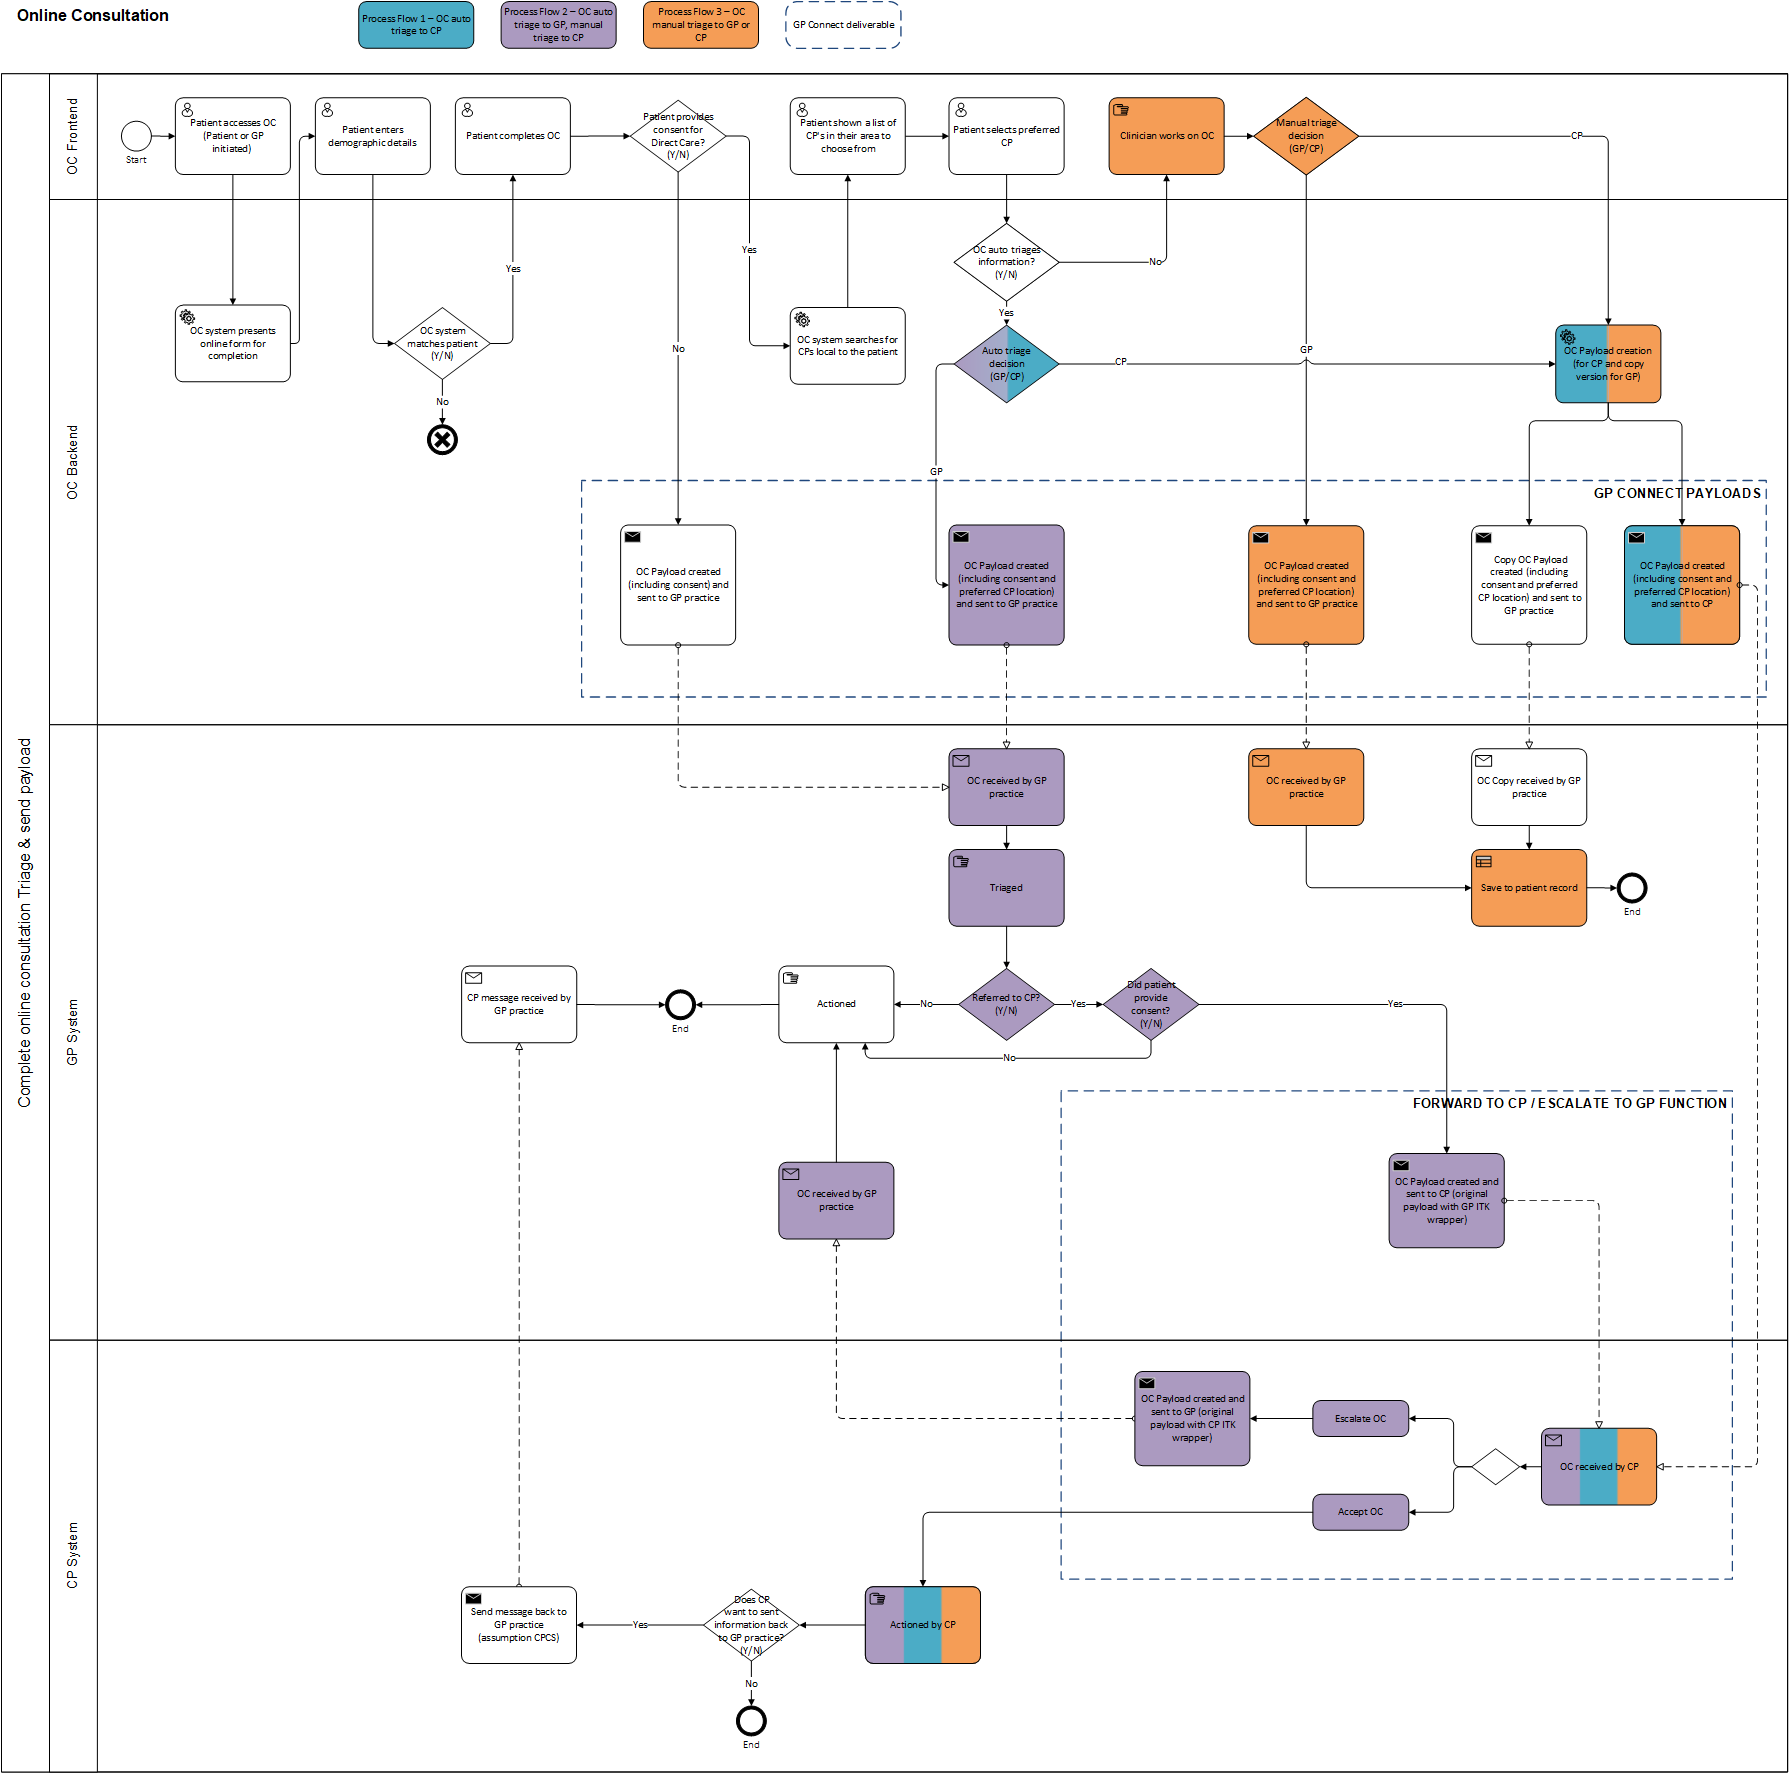 Online Consultation
Process Flow 1 – OC auto
triage to CP
Process Flow 2 – OC auto
triage to GP, manual
triage to CP
Process Flow 3 – OC
manual triage to GP or
CP
GP Connect deliverable
Complete online consultation Triage & send payload
OC Frontend
Start
Patient accesses OC
(Patient or GP
initiated)
Patient enters
demographic details
Patient completes OC
Patient provides
consent for
Direct Care?
(Y/N)
Patient shown a list of
CP's in their area to
choose from
Patient selects preferred
CP
Clinician works on OC
Manual triage
decision
(GP/CP)
CP
OC Backend
Yes
Yes
No
OC auto triages
information?
(Y/N)
No
Yes
OC system presents
online form for
completion
OC system
matches patient
(Y/N)
No
OC system searches for
CPs local to the patient
Auto triage
decision
(GP/CP)
CP
GP
GP
OC Payload creation
(for CP and copy
version for GP)
GP CONNECT PAYLOADS
OC Payload created
(including consent) and
sent to GP practice
OC Payload created
(including consent and
preferred CP location)
and sent to GP practice
OC Payload created
(including consent and
preferred CP location)
and sent to GP practice
Copy OC Payload
created (including
consent and preferred
CP location) and sent to
GP practice
OC Payload created
(including consent and
preferred CP location)
and sent to CP
GP System
OC received by GP
practice
OC received by GP
practice
OC Copy received by GP
practice
Triaged
Save to patient record
End
CP message received by
GP practice
End
Actioned
No
Referred to CP?
(Y/N)
Yes
Did patient
provide
consent?
(Y/N)
Yes
No
FORWARD TO CP / ESCALATE TO GP FUNCTION
OC received by GP
practice
OC Payload created and
sent to CP (original
payload with GP ITK
wrapper)
CP System
OC Payload created and
sent to GP (original
payload with CP ITK
wrapper)
Escalate OC
OC received by CP
Accept OC
Send message back to
GP practice
(assumption CPCS)
Yes
Does CP
want to sent
information back
to GP practice?
(Y/N)
Actioned by CP
No
End